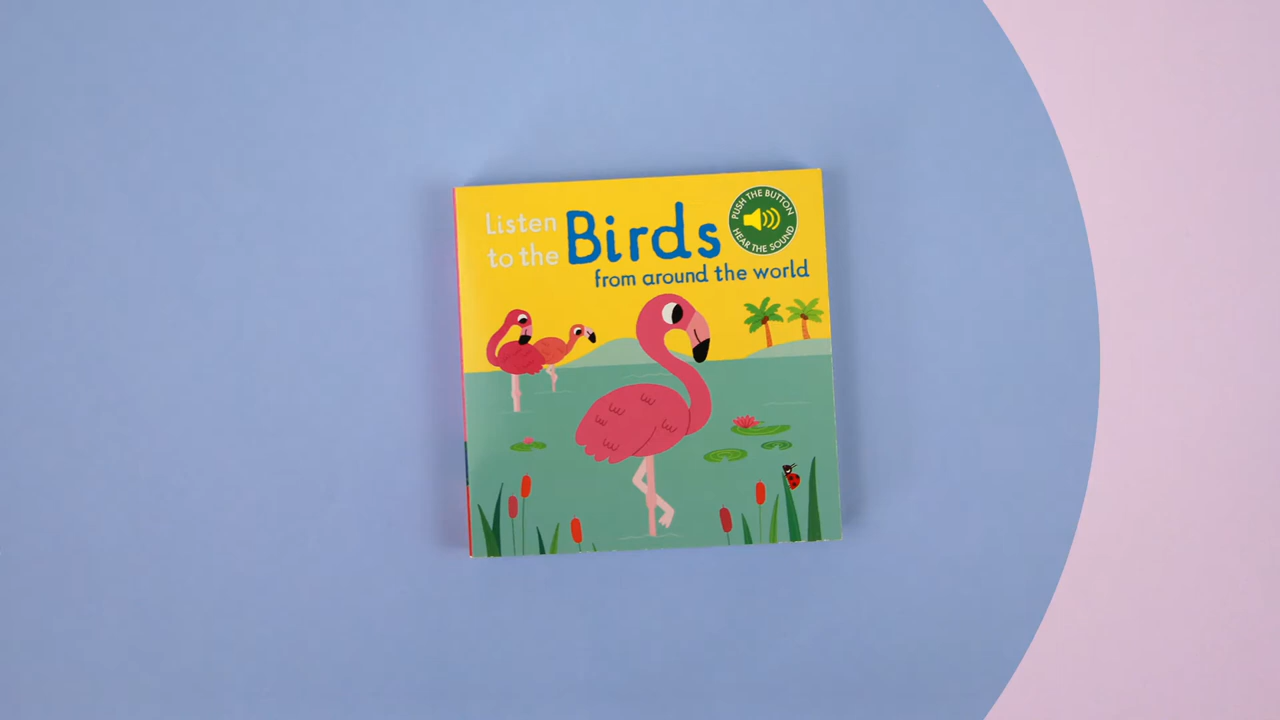 Listen
to the
Birds
from around the world
PUSH THE BUTTON
HEAR THE SOUND